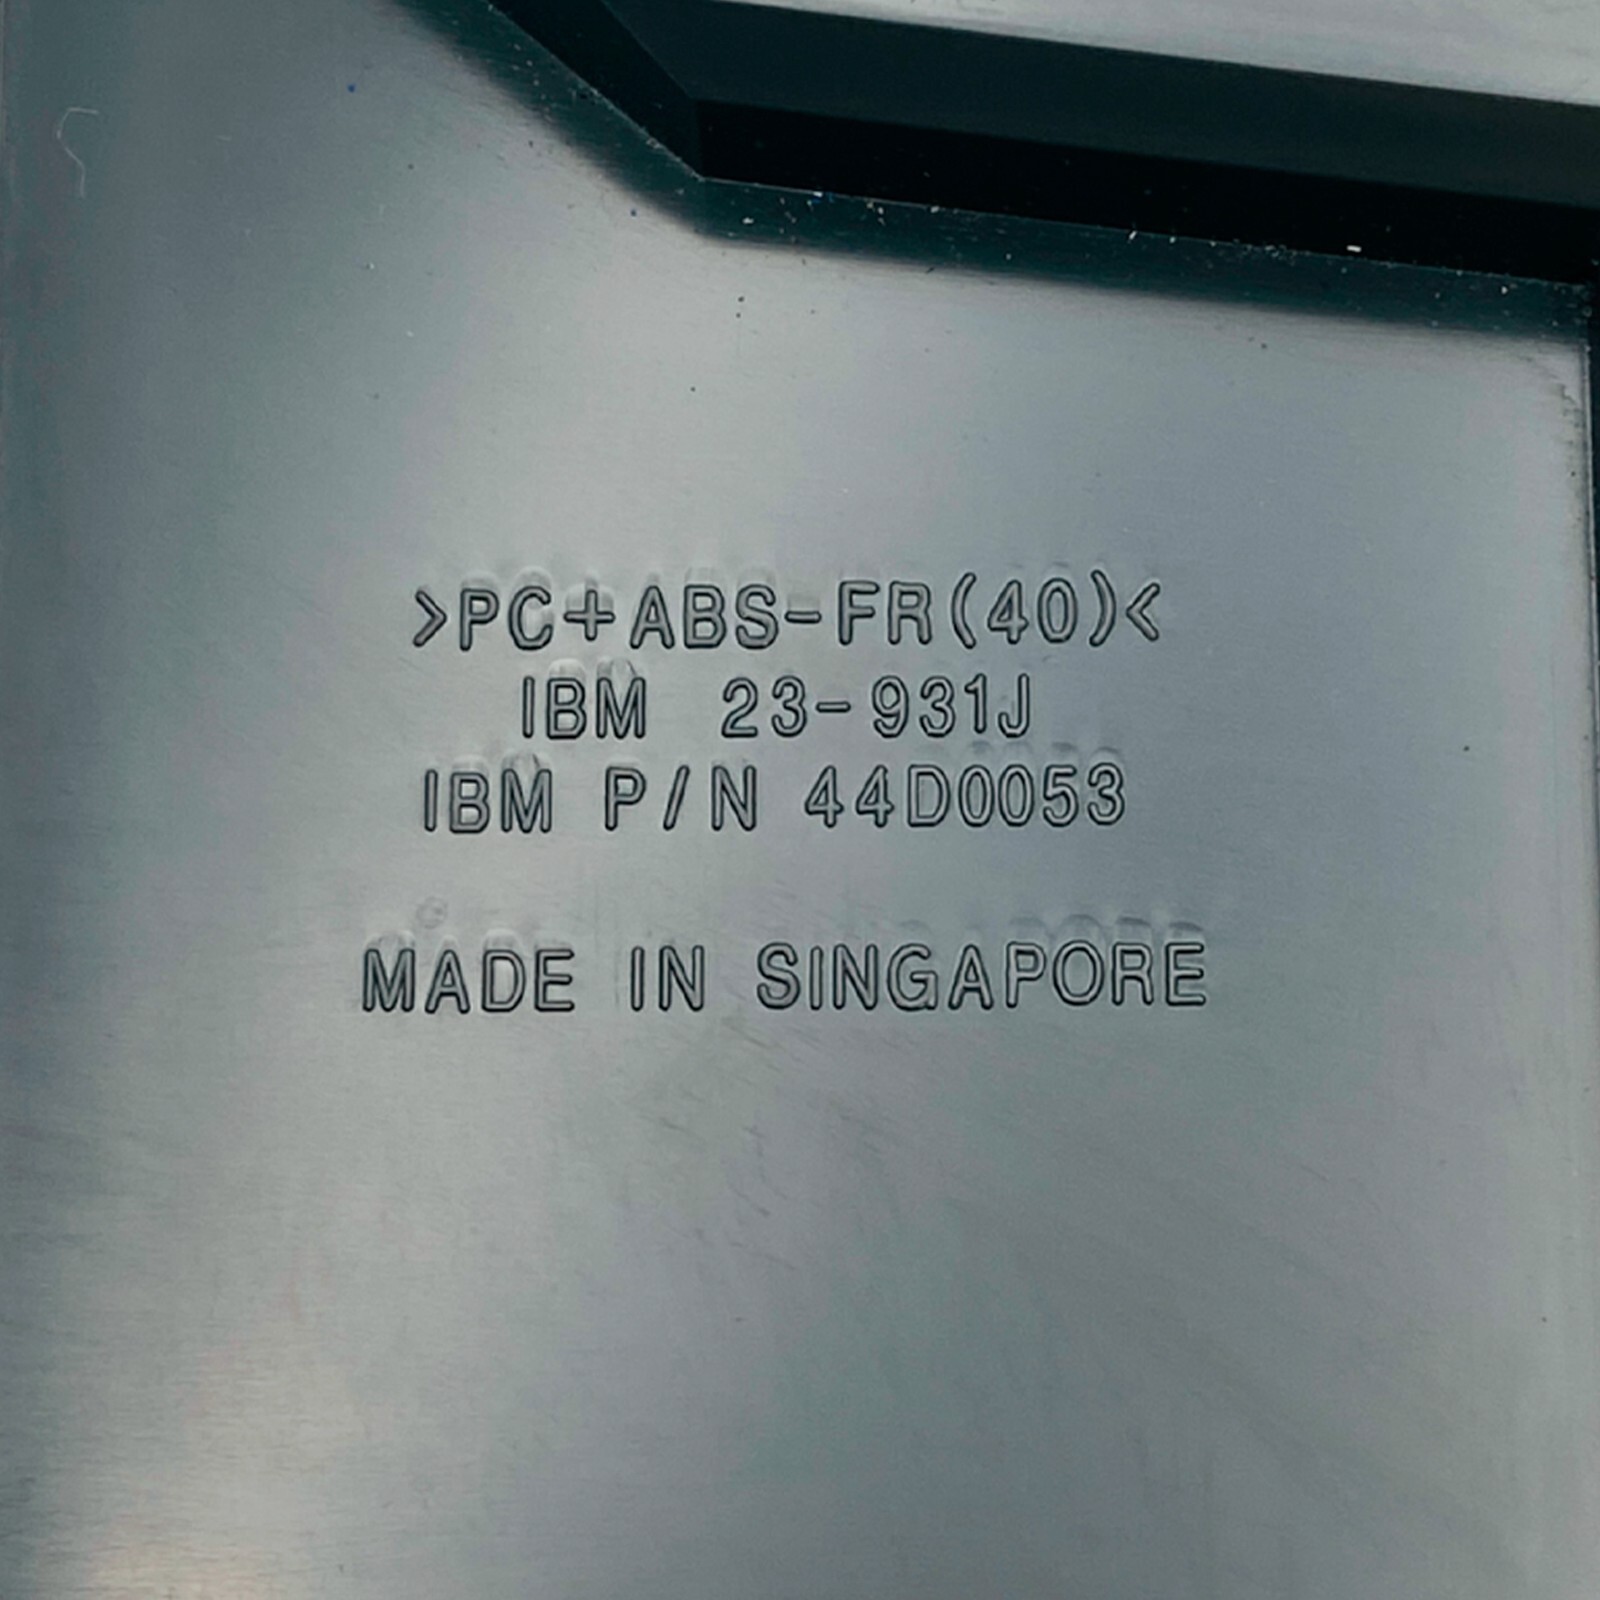 >PC+ABS-FR(40)<
IBM 23-931J
IBM P/N 44D0053
MADE IN SINGAPORE